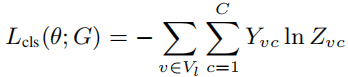 L_cls(θ; G) = − ∑_{v∈V_l} ∑_{c=1}^{C} Y_{vc} ln Z_{vc}